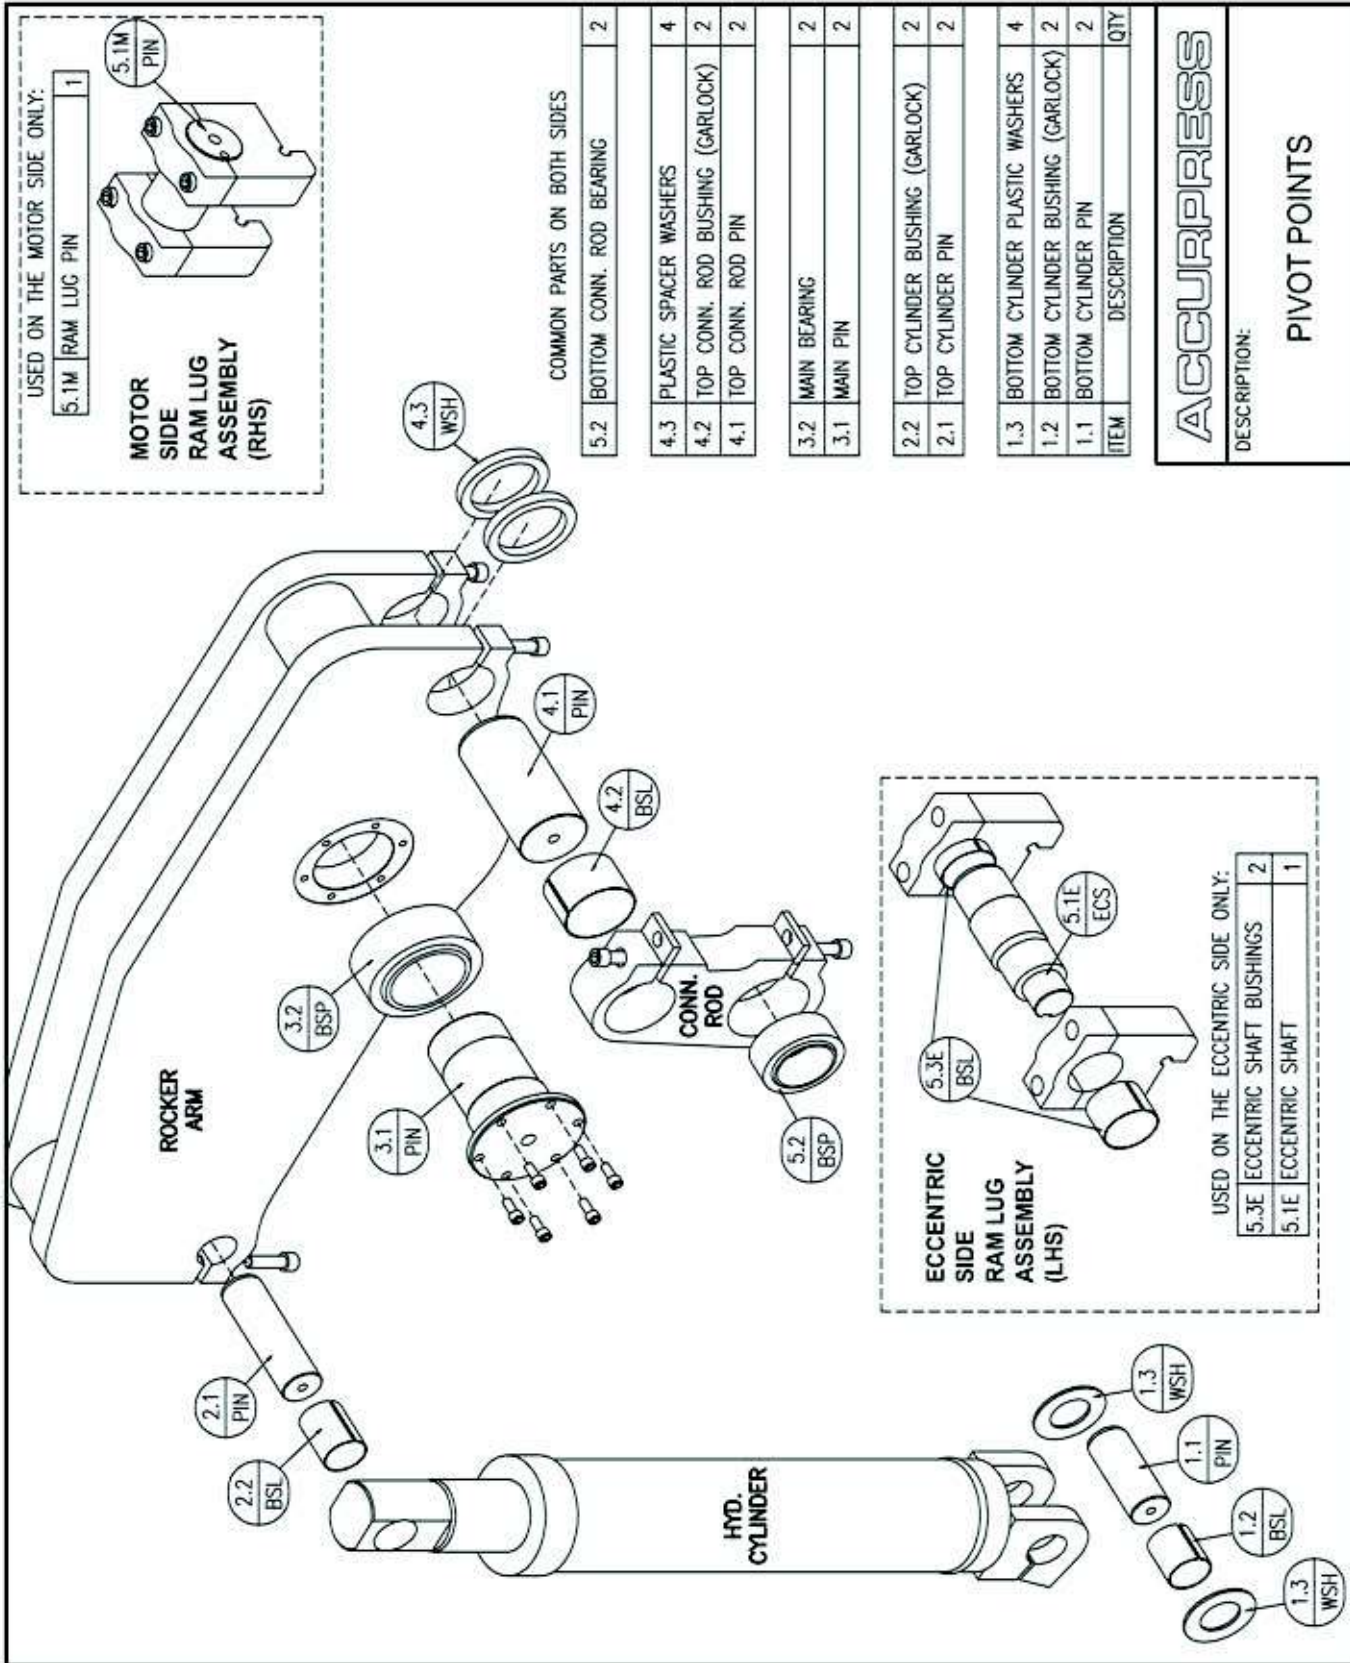 USED ON THE MOTOR SIDE ONLY:
5.1M RAM LUG PIN 1
5.1M
PIN
MOTOR
SIDE
RAM LUG
ASSEMBLY
(RHS)
ROCKER
ARM
2.1
PIN
2.2
BSL
3.2
BSP
3.1
PIN
4.3
WSH
4.1
PIN
4.2
BSL
CONN.
ROD
5.2
BSP
HYD.
CYLINDER
1.3
WSH
1.1
PIN
1.2
BSL
1.3
WSH
ECCENTRIC
SIDE
RAM LUG
ASSEMBLY
(LHS)
5.3E
BSL
5.1E
ECS
USED ON THE ECCENTRIC SIDE ONLY:
5.3E ECCENTRIC SHAFT BUSHINGS 2
5.1E ECCENTRIC SHAFT 1
COMMON PARTS ON BOTH SIDES
5.2 BOTTOM CONN. ROD BEARING 2
4.3 PLASTIC SPACER WASHERS 4
4.2 TOP CONN. ROD BUSHING (GARLOCK) 2
4.1 TOP CONN. ROD PIN 2
3.2 MAIN BEARING 2
3.1 MAIN PIN 2
2.2 TOP CYLINDER BUSHING (GARLOCK) 2
2.1 TOP CYLINDER PIN 2
1.3 BOTTOM CYLINDER PLASTIC WASHERS 4
1.2 BOTTOM CYLINDER BUSHING (GARLOCK) 2
1.1 BOTTOM CYLINDER PIN 2
ITEM DESCRIPTION QTY
ACCURPRESS
DESCRIPTION:
PIVOT POINTS